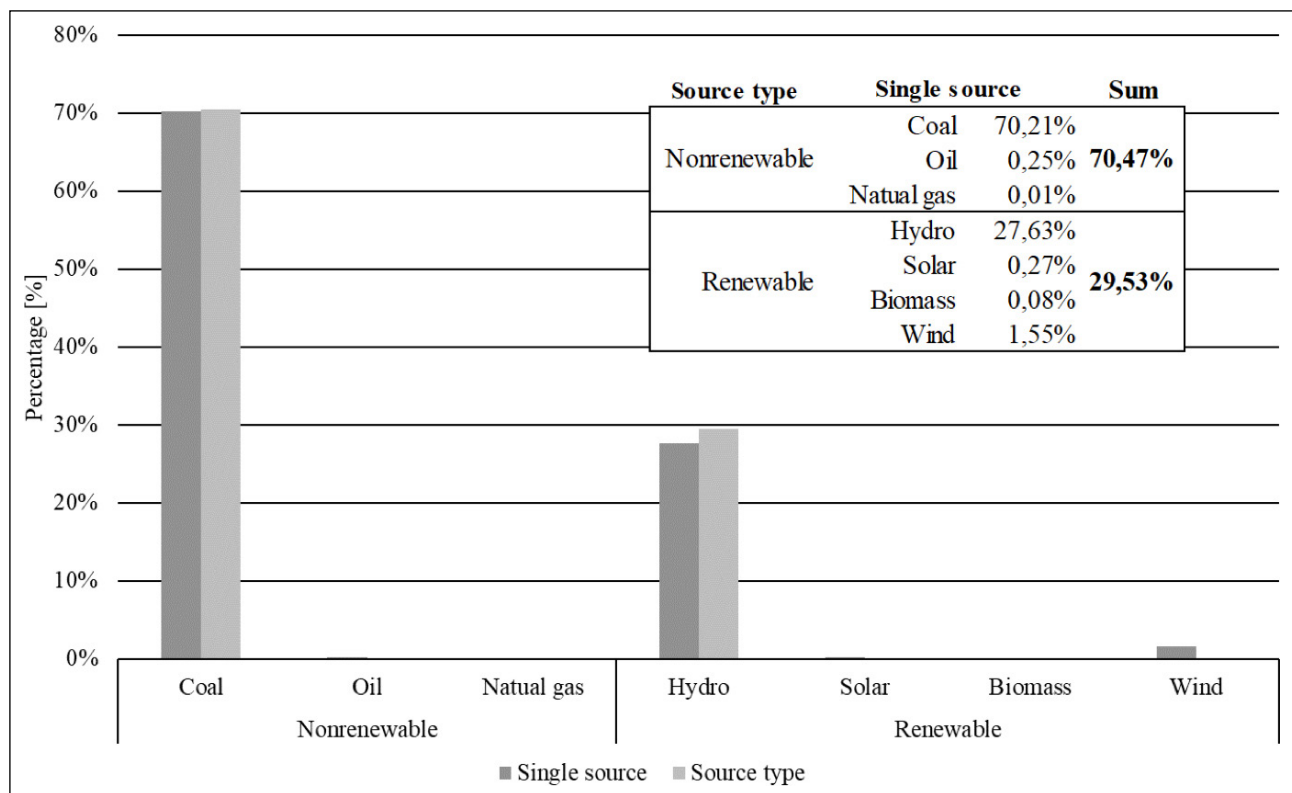 80%
70%
60%
50%
40%
30%
20%
10%
0%
Percentage [%]
Source type Single source Sum
Coal 70,21%
Nonrenewable Oil 0,25% 70,47%
Natual gas 0,01%
Hydro 27,63%
Solar 0,27%
Renewable 29,53%
Biomass 0,08%
Wind 1,55%
Coal Oil Natual gas Hydro Solar Biomass Wind
Nonrenewable Renewable
Single source Source type